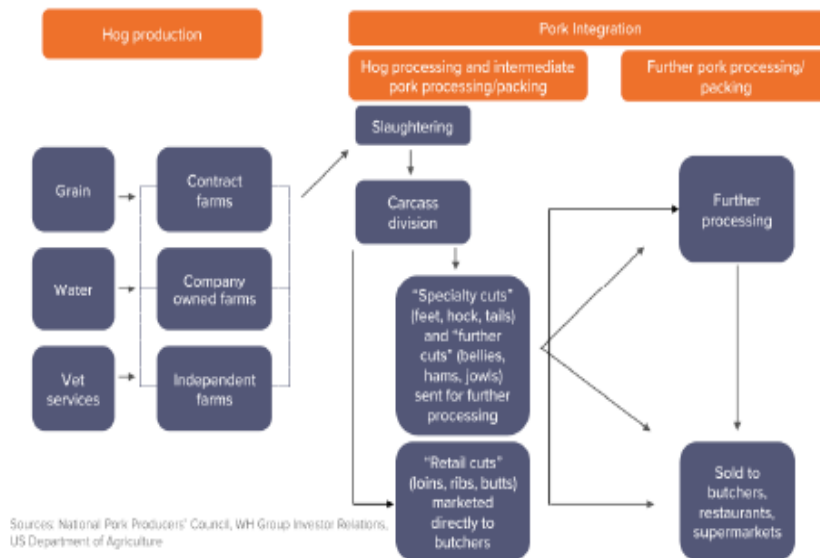 Hog production
Pork Integration
Hog processing and intermediate
pork processing/packing
Further pork processing/
packing
Slaughtering
Grain
Contract
farms
Carcass
division
Further
processing
Water
Company
owned farms
"Specialty cuts"
(feet, hock, tails)
and "further
cuts" (bellies,
hams, jowls)
sent for further
processing
Vet
services
Independent
farms
"Retail cuts"
(loins, ribs, butts)
marketed
directly to
butchers
Sold to
butchers,
restaurants,
supermarkets
Sources: National Pork Producers' Council, WH Group Investor Relations,
US Department of Agriculture